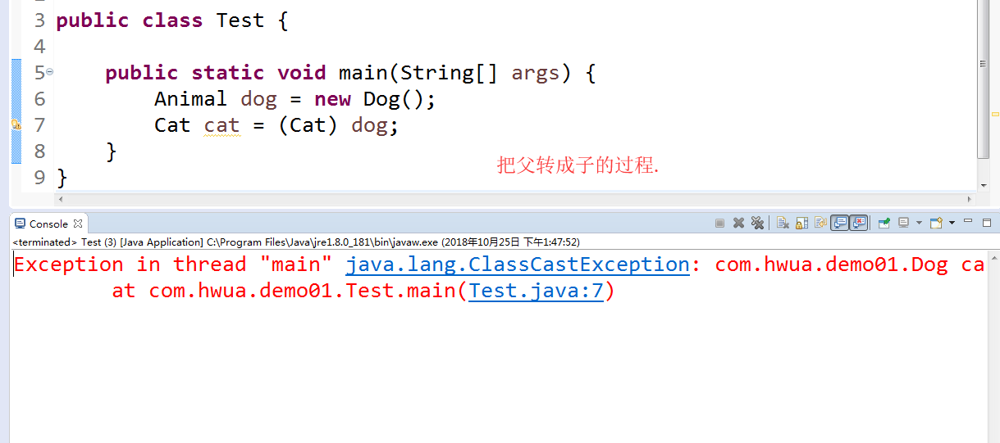 3 public class Test {
4
5 public static void main(String[] args) {
6 Animal dog = new Dog();
7 Cat cat = (Cat) dog;
8 }
把父转成子的过程.
9 }
Console
<terminated> Test (3) [Java Application] C:\Program Files\Java\jre1.8.0_181\bin\javaw.exe (2018年10月25日 下午1:47:52)
Exception in thread "main" java.lang.ClassCastException: com.hwua.demo01.Dog ca
at com.hwua.demo01.Test.main(Test.java:7)